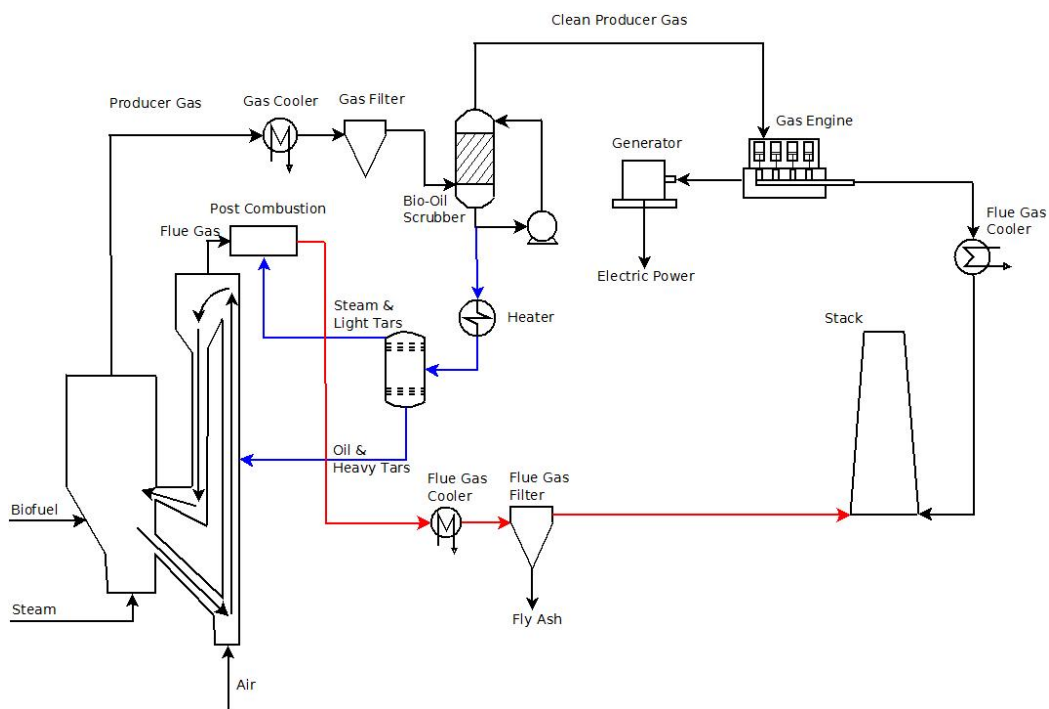 Clean Producer Gas
Producer Gas
Gas Cooler
Gas Filter
Gas Engine
Generator
Bio-Oil
Scrubber
Post Combustion
Flue Gas
Flue Gas
Cooler
Electric Power
Steam &
Light Tars
Heater
Stack
Oil &
Heavy Tars
Flue Gas
Cooler
Flue Gas
Filter
Biofuel
Steam
Fly Ash
Air